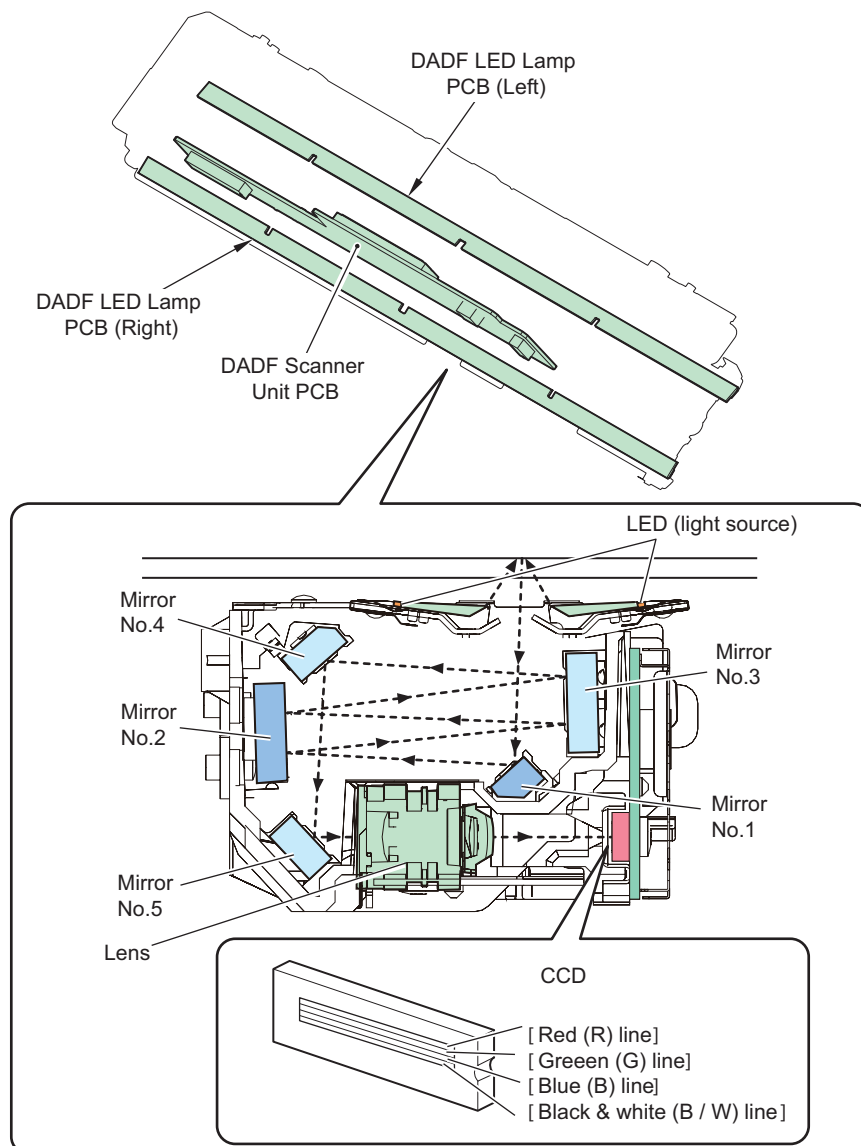 DADF LED Lamp
PCB (Left)
DADF LED Lamp
PCB (Right)
DADF Scanner
Unit PCB
LED (light source)
Mirror
No.4
Mirror
No.3
Mirror
No.2
Mirror
No.1
Mirror
No.5
Lens
CCD
[ Red (R) line]
[ Greeen (G) line]
[ Blue (B) line]
[ Black & white (B / W) line ]